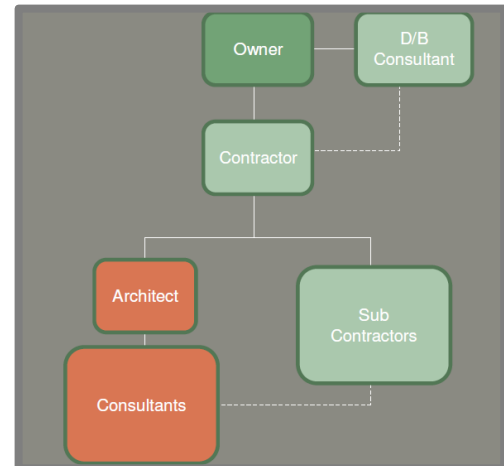 Owner
D/B
Consultant
Contractor
Architect
Sub
Contractors
Consultants